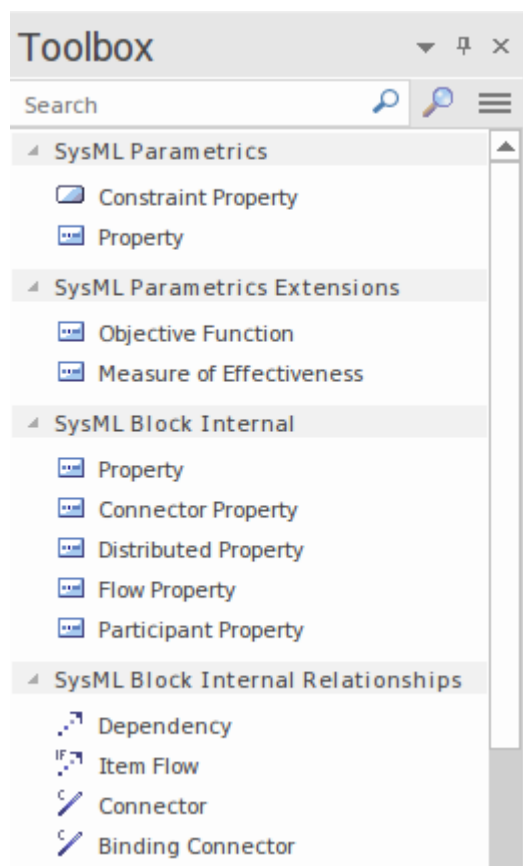 Toolbox
Search
SysML Parametrics
Constraint Property
Property
SysML Parametrics Extensions
Objective Function
Measure of Effectiveness
SysML Block Internal
Property
Connector Property
Distributed Property
Flow Property
Participant Property
SysML Block Internal Relationships
Dependency
IF Item Flow
c Connector
c Binding Connector